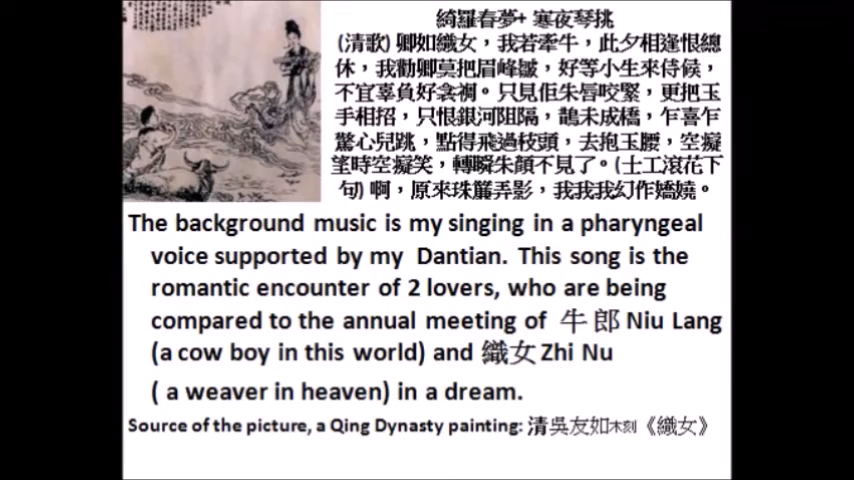 綺羅春夢+ 寒夜琴挑
(清歌) 卿如織女，我若牽牛，此夕相逢恨總
休，我勸卿莫把眉峰皺，好等小生來侍候，
不宜辜負好衾裯。只見佢朱唇咬緊，更把玉
手相招，只恨銀河阻隔，鵲未成橋，乍喜乍
驚心兒跳，點得飛過枝頭，去抱玉腰，空癡
望時空癡笑，轉瞬朱顏不見了。(士工滾花下
句) 啊，原來珠簾弄影，我我我幻作嬌嬈。
The background music is my singing in a pharyngeal
voice supported by my Dantian. This song is the
romantic encounter of 2 lovers, who are being
compared to the annual meeting of 牛郎 Niu Lang
(a cow boy in this world) and 織女 Zhi Nu
( a weaver in heaven) in a dream.
Source of the picture, a Qing Dynasty painting: 清吳友如木刻《織女》